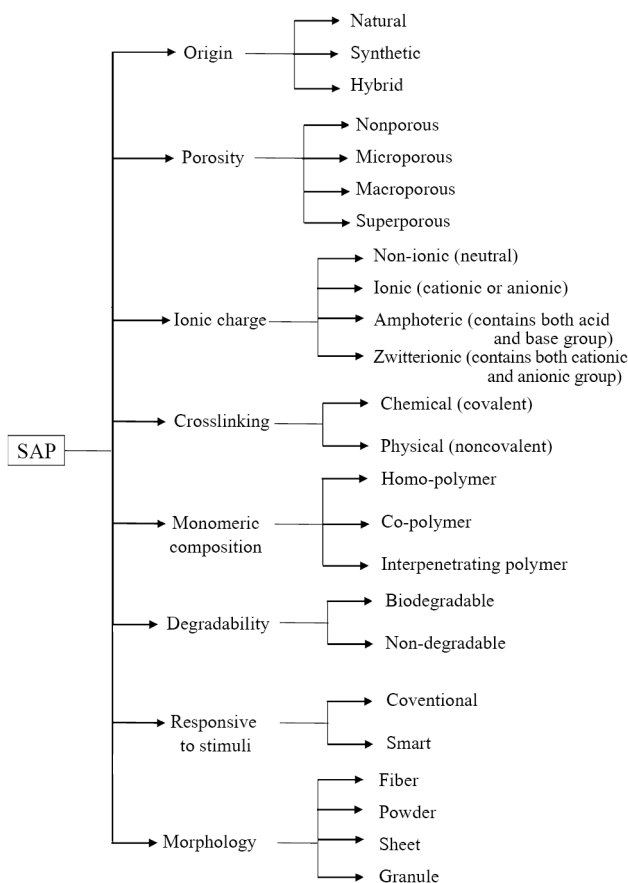 Natural
Origin
Synthetic
Hybrid
Nonporous
Porosity
Microporous
Macroporous
Superporous
Non-ionic (neutral)
Ionic (cationic or anionic)
Ionic charge
Amphoteric (contains both acid
and base group)
Zwitterionic (contains both cationic
and anionic group)
Chemical (covalent)
Crosslinking
Physical (noncovalent)
SAP
Homo-polymer
Monomeric
composition
Co-polymer
Interpenetrating polymer
Biodegradable
Degradability
Non-degradable
Coventional
Responsive
to stimuli
Smart
Fiber
Powder
Morphology
Sheet
Granule